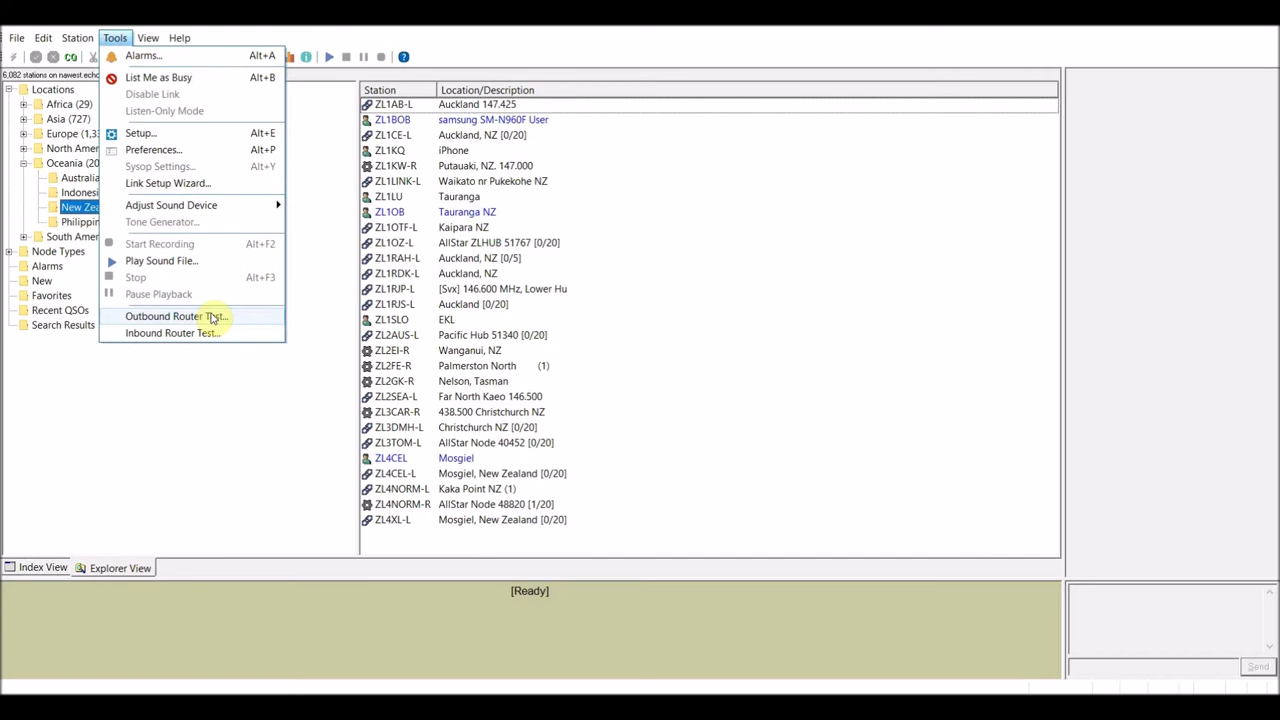 File Edit Station Tools View Help
6,082 stations on
Locations
Africa (29)
Asia (727)
Europe (1,3
North Amer
Oceania (20
Australia
Indonesi
New Zea
Philippin
South Amer
Node Types
Alarms
New
Favorites
Recent QSOs
Search Results
Alarms... Alt+A
List Me as Busy Alt+B
Disable Link
Listen-Only Mode
Setup... Alt+E
Preferences... Alt+P
Sysop Settings... Alt+Y
Link Setup Wizard...
Adjust Sound Device
Tone Generator...
Start Recording Alt+F2
Play Sound File...
Stop Alt+F3
Pause Playback
Outbound Router Test...
Inbound Router Test...
Station Location/Description
ZL1AB-L Auckland 147.425
ZL1BOB samsung SM-N960F User
ZL1CE-L Auckland, NZ [0/20]
ZL1KQ iPhone
ZL1KW-R Putauaki, NZ. 147.000
ZL1LINK-L Waikato nr Pukekohe NZ
ZL1LU Tauranga
ZL1OB Tauranga NZ
ZL1OTF-L Kaipara NZ
ZL1OZ-L AllStar ZLHUB 51767 [0/20]
ZL1RAH-L Auckland, NZ [0/5]
ZL1RDK-L Auckland, NZ
ZL1RJP-L [Svx] 146.600 MHz, Lower Hu
ZL1RJS-L Auckland [0/20]
ZL1SLO EKL
ZL2AUS-L Pacific Hub 51340 [0/20]
ZL2EI-R Wanganui, NZ
ZL2FE-R Palmerston North (1)
ZL2GK-R Nelson, Tasman
ZL2SEA-L Far North Kaeo 146.500
ZL3CAR-R 438.500 Christchurch NZ
ZL3DMH-L Christchurch NZ [0/20]
ZL3TOM-L AllStar Node 40452 [0/20]
ZL4CEL Mosgiel
ZL4CEL-L Mosgiel, New Zealand [0/20]
ZL4NORM-L Kaka Point NZ (1)
ZL4NORM-R AllStar Node 48820 [1/20]
ZL4XL-L Mosgiel, New Zealand [0/20]
Index View Explorer View
[Ready]
Send